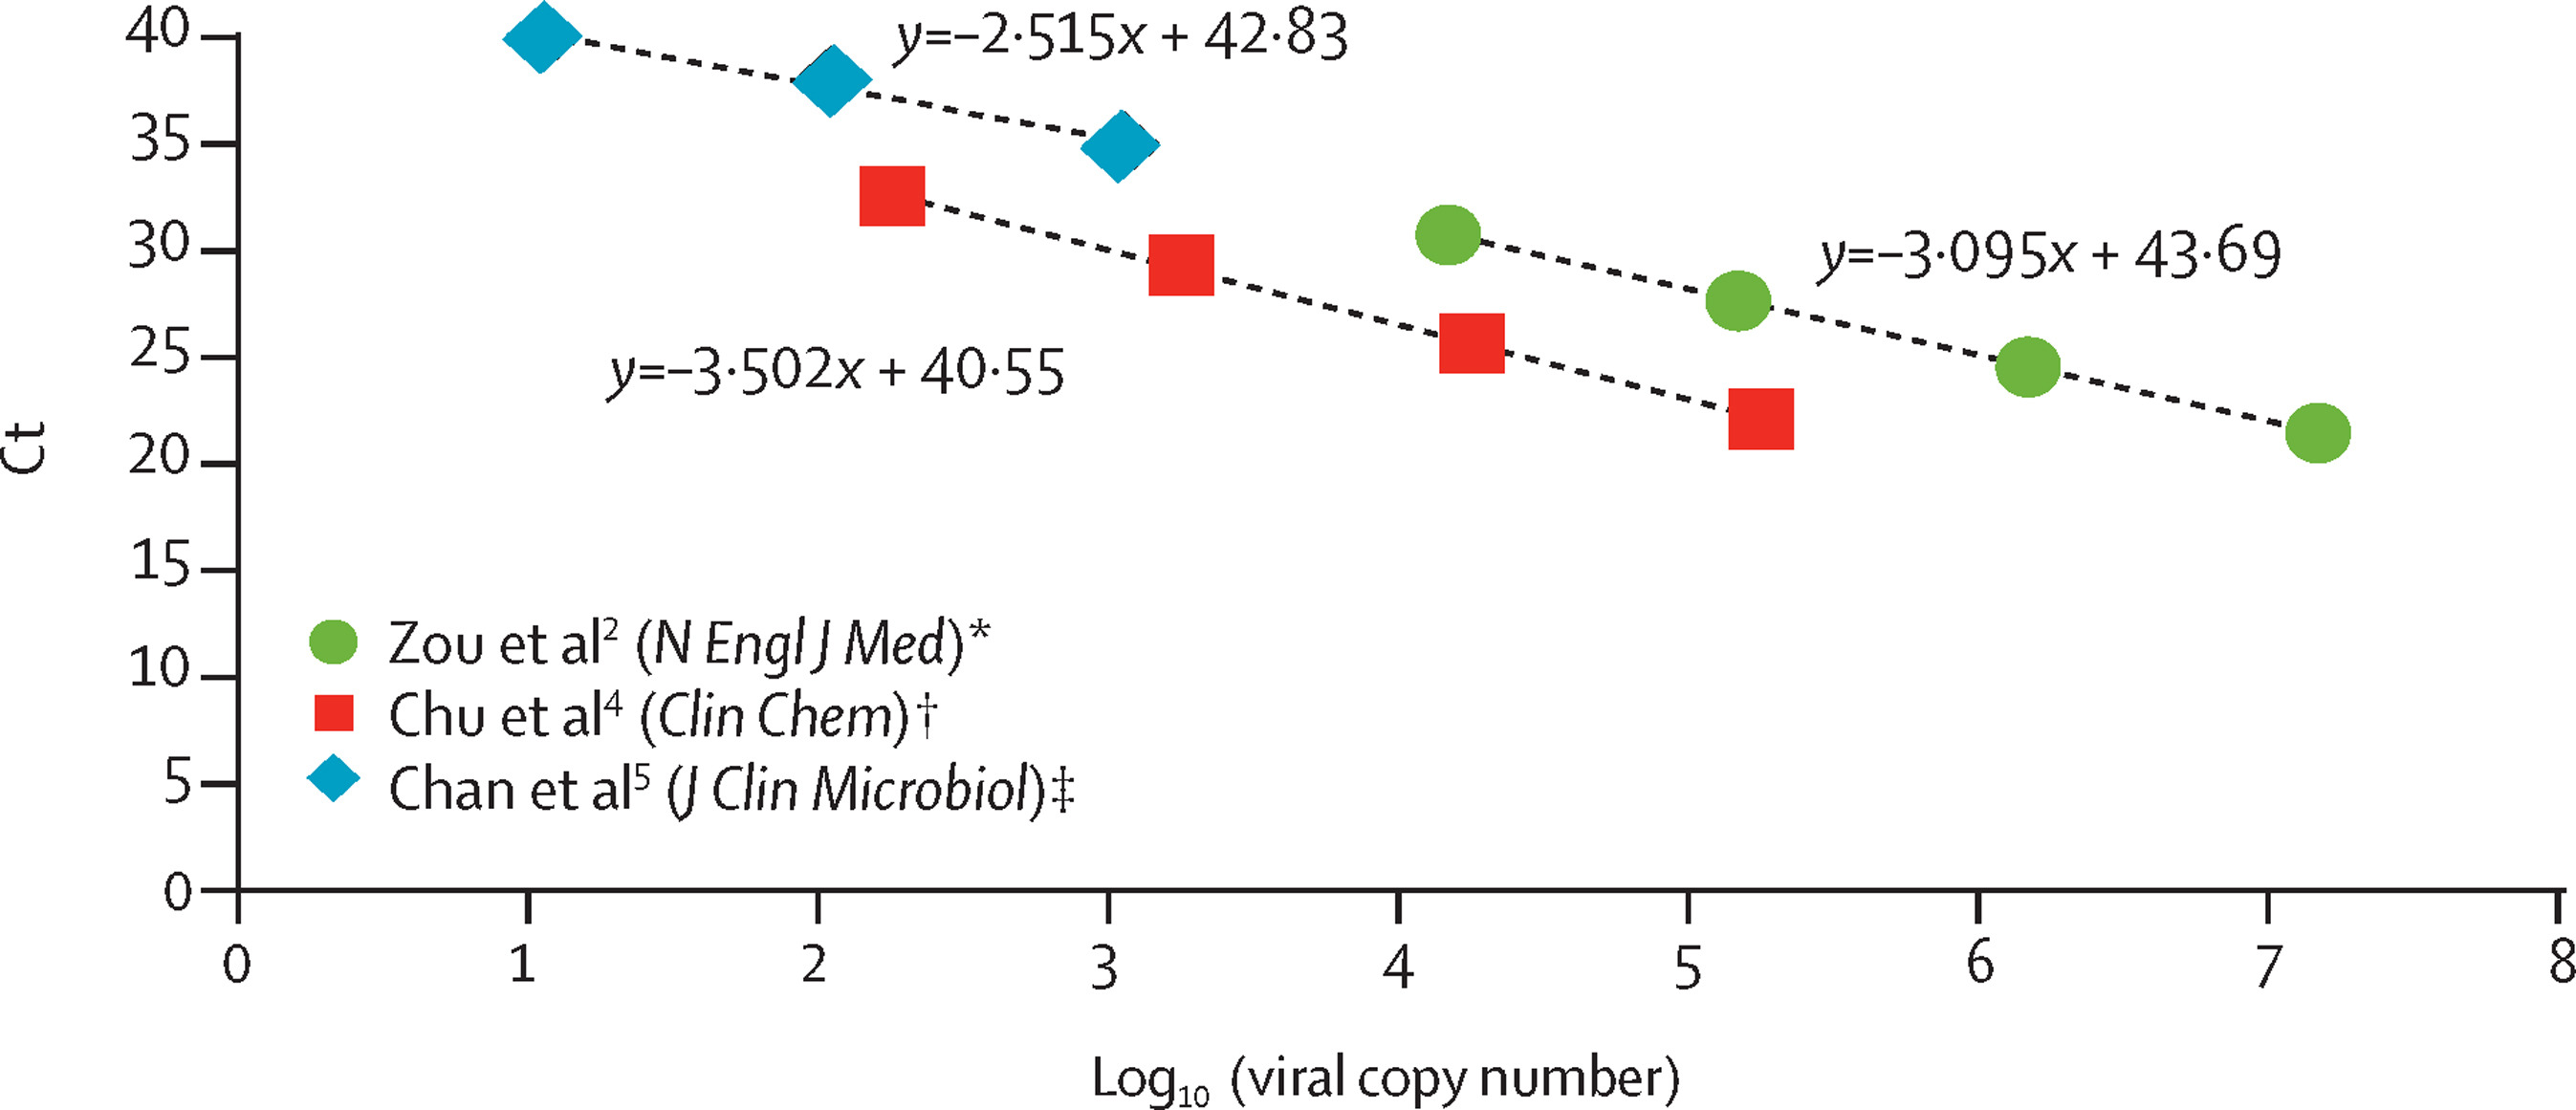 40
35
30
25
20
15
10
5
0
Ct
y=−2·515x + 42·83
y=−3·095x + 43·69
y=−3·502x + 40·55
Zou et al² (N Engl J Med)*
Chu et al⁴ (Clin Chem)†
Chan et al⁵ (J Clin Microbiol)‡
0 1 2 3 4 5 6 7 8
Log₁₀ (viral copy number)